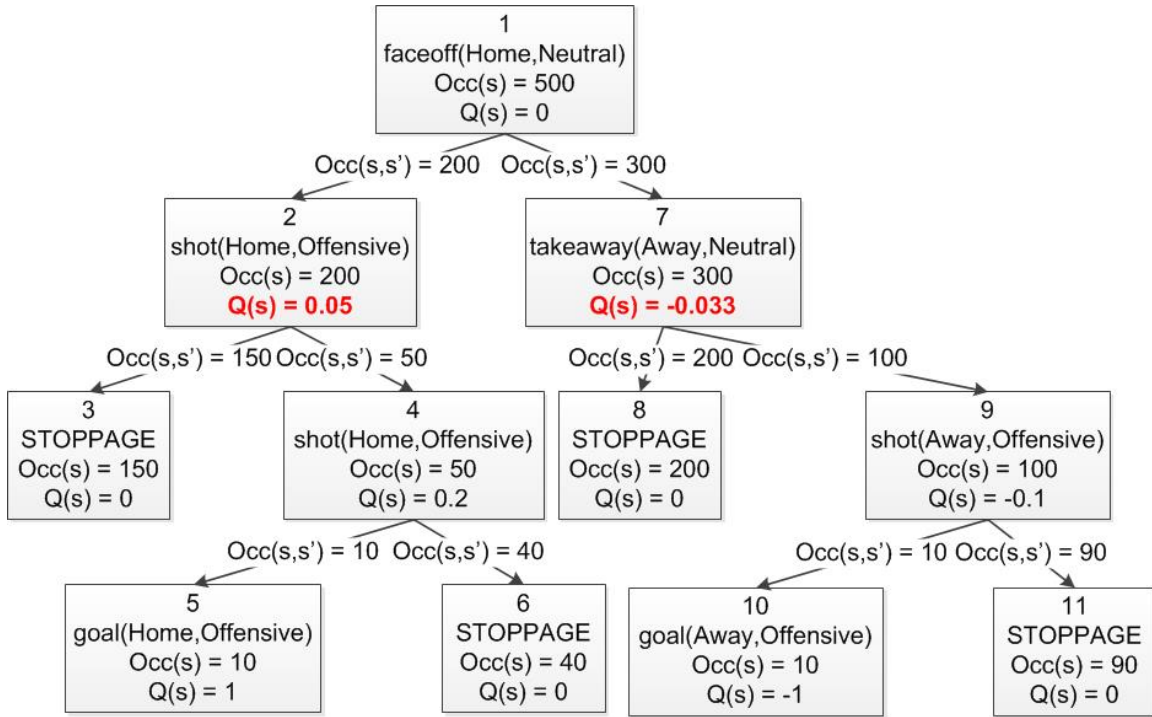 1
faceoff(Home,Neutral)
Occ(s) = 500
Q(s) = 0
Occ(s,s’) = 200
Occ(s,s’) = 300
2
shot(Home,Offensive)
Occ(s) = 200
Q(s) = 0.05
7
takeaway(Away,Neutral)
Occ(s) = 300
Q(s) = -0.033
Occ(s,s’) = 150
Occ(s,s’) = 50
Occ(s,s’) = 200
Occ(s,s’) = 100
3
STOPPAGE
Occ(s) = 150
Q(s) = 0
4
shot(Home,Offensive)
Occ(s) = 50
Q(s) = 0.2
8
STOPPAGE
Occ(s) = 200
Q(s) = 0
9
shot(Away,Offensive)
Occ(s) = 100
Q(s) = -0.1
Occ(s,s’) = 10
Occ(s,s’) = 40
Occ(s,s’) = 10
Occ(s,s’) = 90
5
goal(Home,Offensive)
Occ(s) = 10
Q(s) = 1
6
STOPPAGE
Occ(s) = 40
Q(s) = 0
10
goal(Away,Offensive)
Occ(s) = 10
Q(s) = -1
11
STOPPAGE
Occ(s) = 90
Q(s) = 0